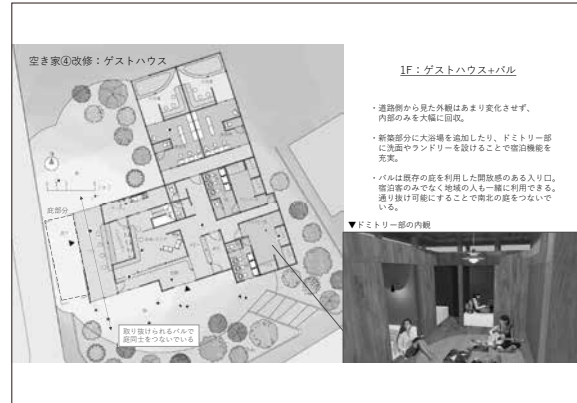 空き家④改修：ゲストハウス
1F：ゲストハウス+バル
・道路側から見た外観はあまり変化させず、
内部のみを大幅に回収。
・新築部分に大浴場を追加したり、ドミトリー部
に洗面やランドリーを設けることで宿泊機能を
充実。
・バルは既存の庇を利用した開放感のある入り口。
宿泊客のみでなく地域の人も一緒に利用できる。
通り抜け可能にすることで南北の庭をつないで
いる。
▼ドミトリー部の内観
庇部分
取り抜けられるバルで
庭同士をつないでいる